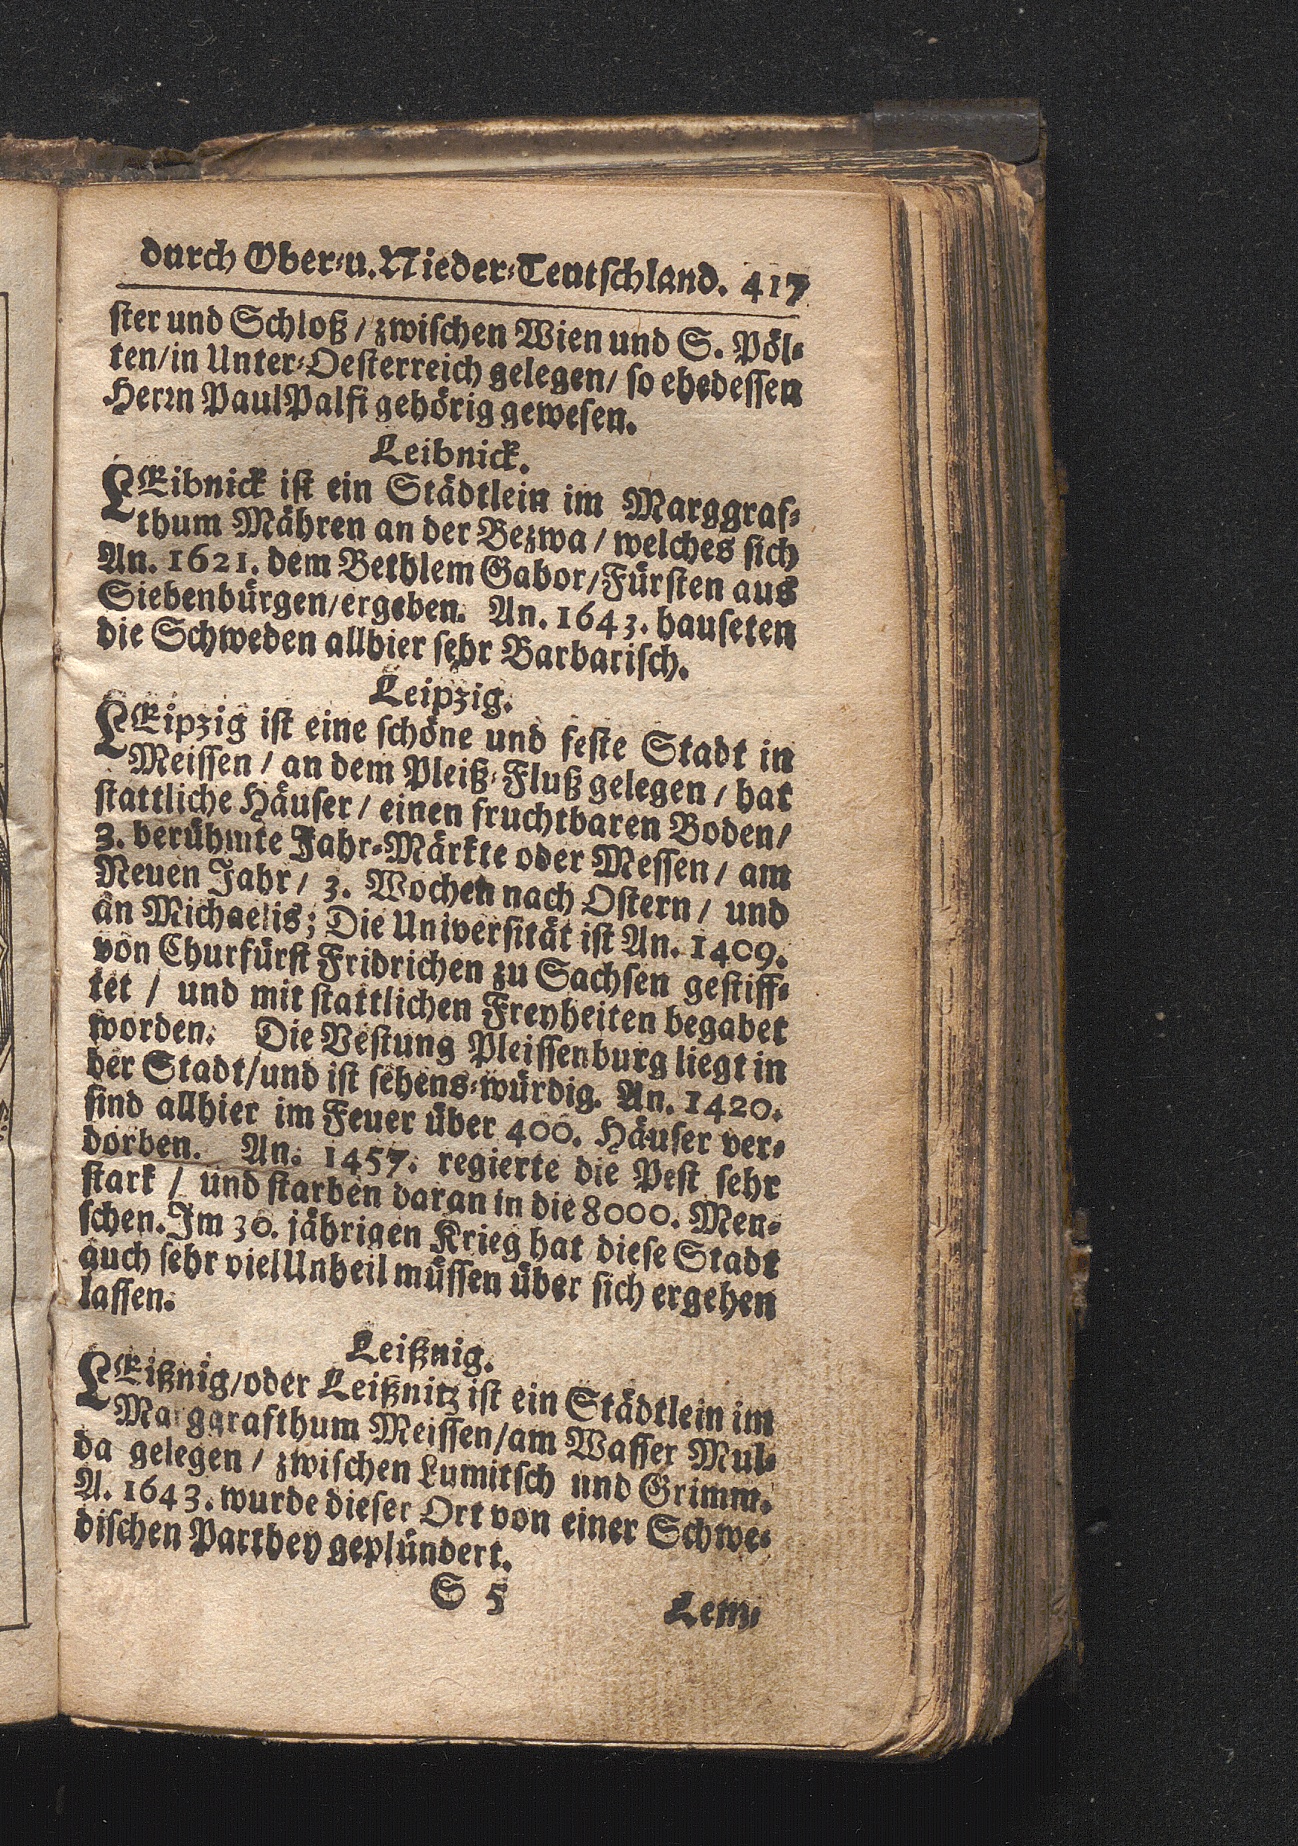 durch Ober-u. Nieder-Teutschland. 417
ster und Schloß / zwischen Wien und S. Pöl-
ten/in Unter-Oesterreich gelegen/ so ehedessen
Herrn Paul Palfi gehörig gewesen.
Leibnick.
LEibnick ist ein Städtlein im Marggraf-
thum Mähren an der Bezwa / welches sich
An. 1621. dem Bethlem Gabor/Fürsten aus
Siebenbürgen/ergeben. An. 1643. hauseten
die Schweden allhier sehr Barbarisch.
Leipzig.
LEipzig ist eine schöne und feste Stadt in
Meissen / an dem Pleiß-Fluß gelegen / hat
stattliche Häuser / einen fruchtbaren Boden/
3. berühmte Jahr-Märkte oder Messen / am
Neuen Jahr / 3. Wochen nach Ostern / und
an Michaelis; Die Universität ist An. 1409.
von Churfürst Fridrichen zu Sachsen gestiff-
tet / und mit stattlichen Freyheiten begabet
worden. Die Vestung Pleissenburg liegt in
der Stadt/und ist sehens-würdig. An. 1420.
sind allhier im Feuer über 400. Häuser ver-
dorben. An. 1457. regierte die Pest sehr
stark / und starben daran in die 8000. Men-
schen. Im 30. jährigen Krieg hat diese Stadt
auch sehr viel Unheil müssen über sich ergehen
lassen.
Leißnig.
LEißnig/oder Leißnitz ist ein Städtlein im
Marggrafthum Meissen/am Wasser Mul-
da gelegen / zwischen Lumitsch und Grimm.
A. 1643. wurde dieser Ort von einer Schwe-
dischen Parthey geplündert.
S 5 Lem-